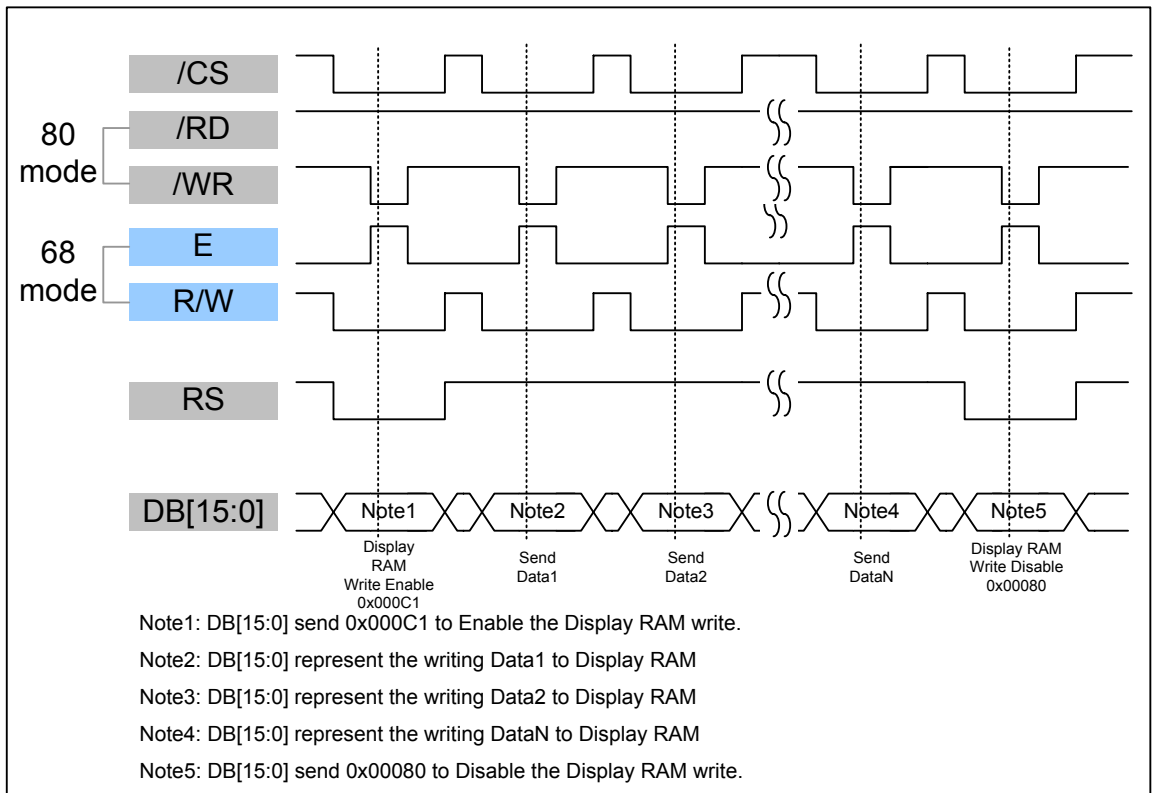 /CS
80
mode
/RD
/WR
68
mode
E
R/W
RS
DB[15:0]
Note1
Note2
Note3
Note4
Note5
Display
RAM
Write Enable
0x000C1
Send
Data1
Send
Data2
Send
DataN
Display RAM
Write Disable
0x00080
Note1: DB[15:0] send 0x000C1 to Enable the Display RAM write.
Note2: DB[15:0] represent the writing Data1 to Display RAM
Note3: DB[15:0] represent the writing Data2 to Display RAM
Note4: DB[15:0] represent the writing DataN to Display RAM
Note5: DB[15:0] send 0x00080 to Disable the Display RAM write.